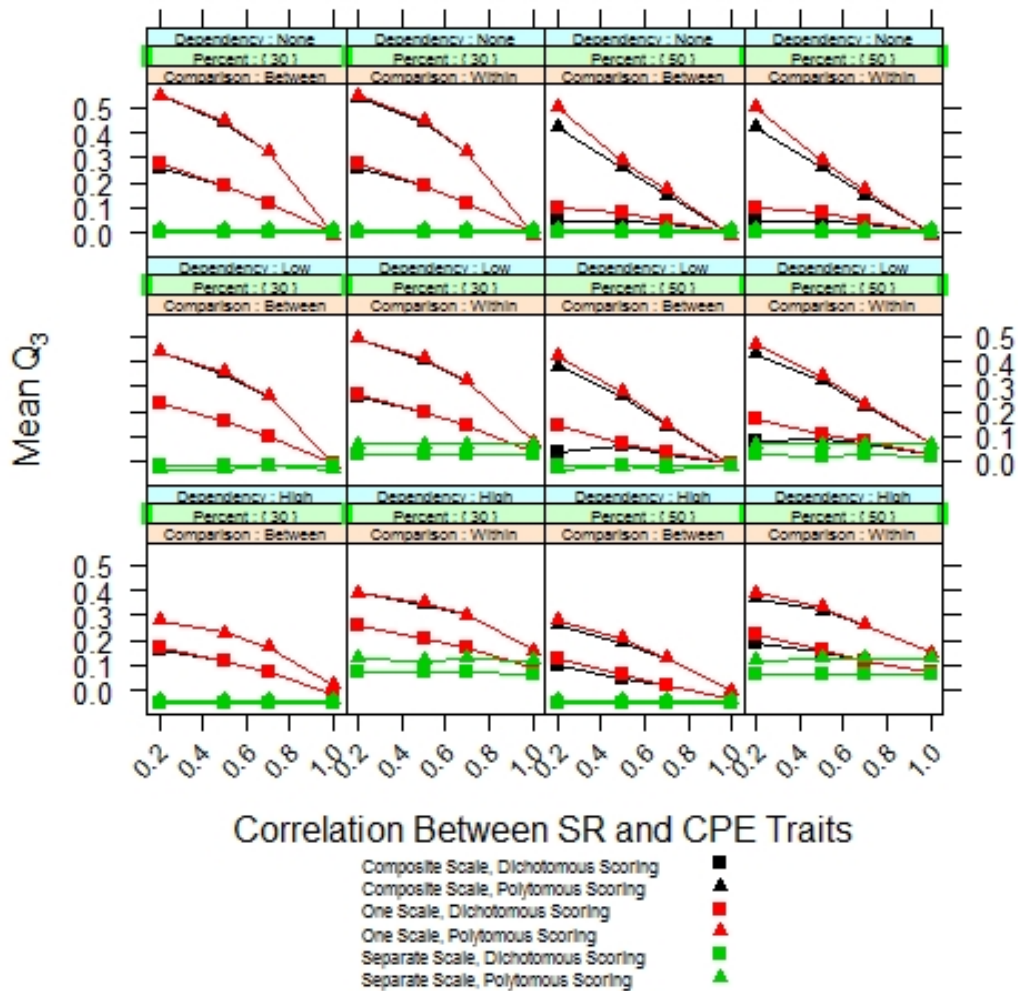 Dependency : None Dependency : None Dependency : None Dependency : None
Percent : { 30 } Percent : { 30 } Percent : { 50 } Percent : { 50 }
Comparison : Between Comparison : Within Comparison : Between Comparison : Within
0.5
0.4
0.3
0.2
0.1
0.0
Dependency : Low Dependency : Low Dependency : Low Dependency : Low
Percent : { 30 } Percent : { 30 } Percent : { 50 } Percent : { 50 }
Comparison : Between Comparison : Within Comparison : Between Comparison : Within
Mean Q3
0.5
0.4
0.3
0.2
0.1
0.0
Dependency : High Dependency : High Dependency : High Dependency : High
Percent : { 30 } Percent : { 30 } Percent : { 50 } Percent : { 50 }
Comparison : Between Comparison : Within Comparison : Between Comparison : Within
0.5
0.4
0.3
0.2
0.1
0.0
0.2 0.4 0.6 0.8 1.0 0.2 0.4 0.6 0.8 1.0 0.2 0.4 0.6 0.8 1.0 0.2 0.4 0.6 0.8 1.0
Correlation Between SR and CPE Traits
Composite Scale, Dichotomous Scoring
Composite Scale, Polytomous Scoring
One Scale, Dichotomous Scoring
One Scale, Polytomous Scoring
Separate Scale, Dichotomous Scoring
Separate Scale, Polytomous Scoring